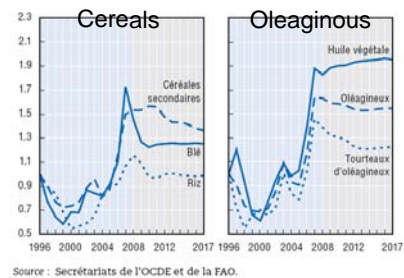 Cereals
Oleaginous
2.3
2.1
1.9
1.7
1.5
1.3
1.1
0.9
0.7
0.5
Céréales
secondaires
Blé
Riz
Huile végétale
Oléagineux
Tourteaux
d'oléagineux
1996 2000 2004 2008 2012 2017
1996 2000 2004 2008 2012 2017
Source : Secrétariats de l'OCDE et de la FAO.